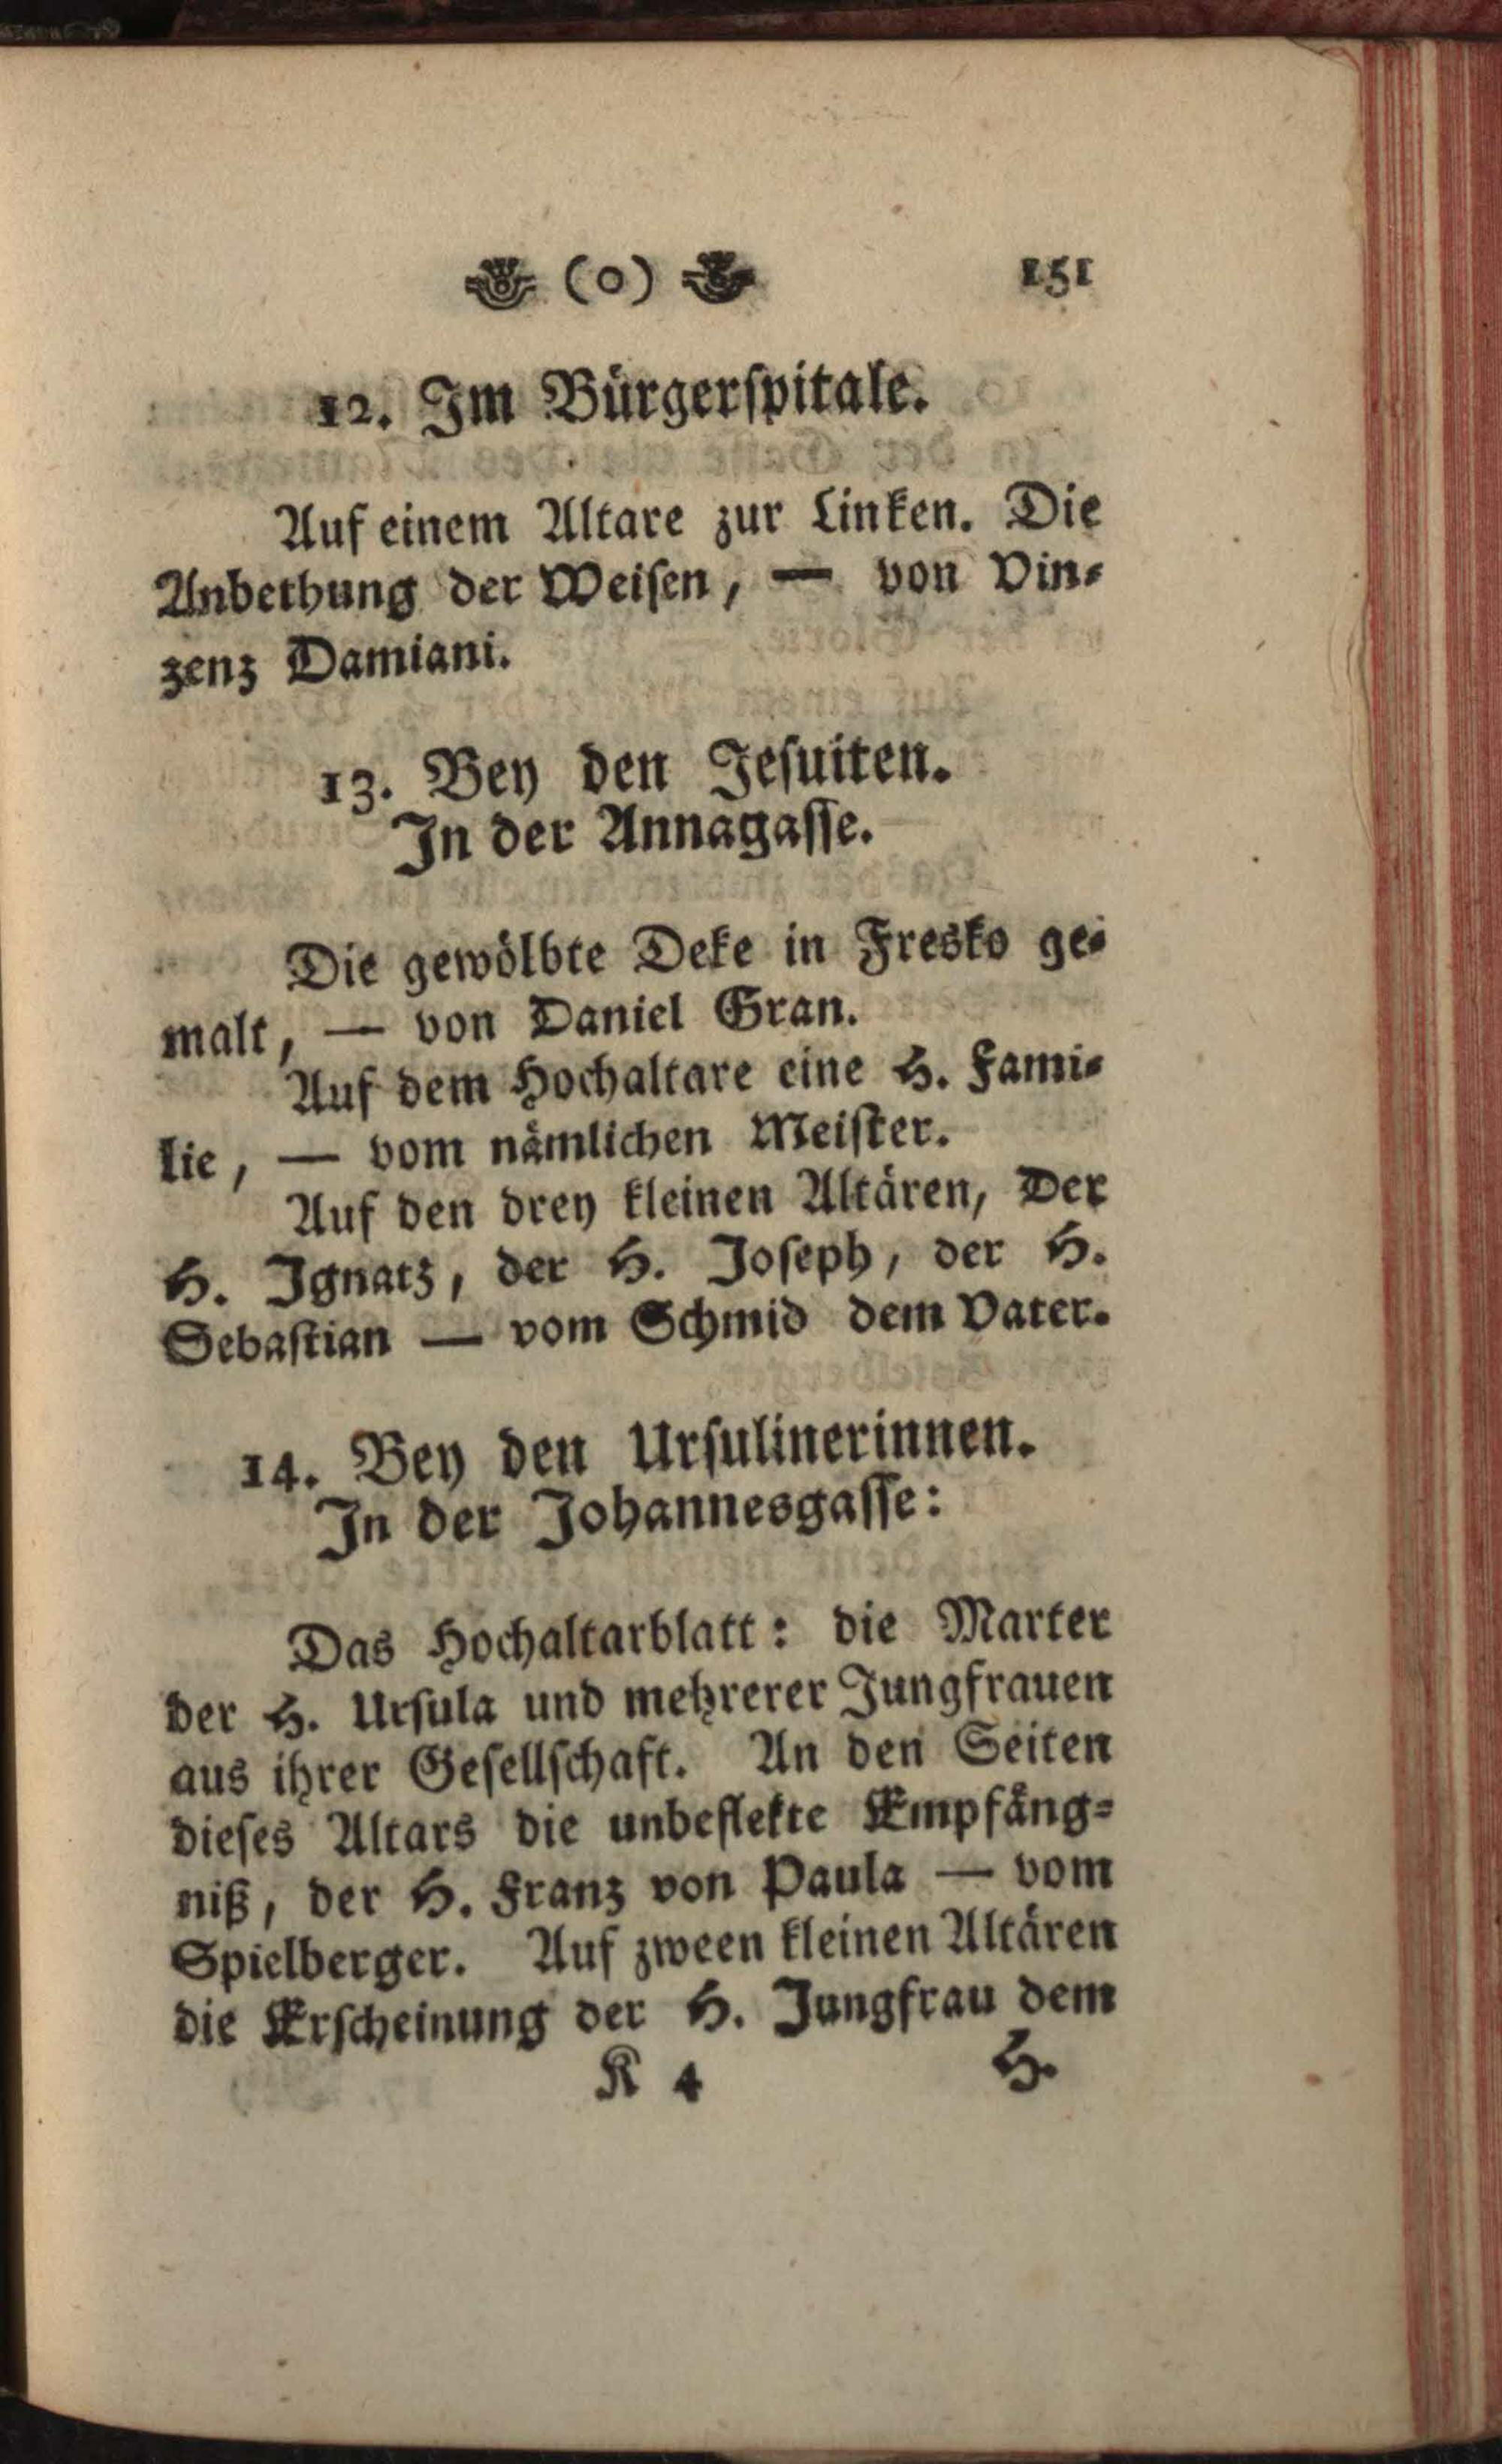 (o) 151
12. Im Bürgerspitale.
Auf einem Altare zur Linken. Die
Anbethung der Weisen, — von Vin-
zenz Damiani.
13. Bey den Jesuiten.
In der Annagasse.
Die gewölbte Deke in Fresko ge-
malt, — von Daniel Gran.
Auf dem Hochaltare eine H. Fami-
lie, — vom nämlichen Meister.
Auf den drey kleinen Altären, Der
H. Ignatz, der H. Joseph, der H.
Sebastian — vom Schmid dem Vater.
14. Bey den Ursulinerinnen.
In der Johannesgasse:
Das Hochaltarblatt: die Marter
der H. Ursula und mehrerer Jungfrauen
aus ihrer Gesellschaft. An den Seiten
dieses Altars die unbeflekte Empfäng-
niß, der H. Franz von Paula — vom
Spielberger. Auf zween kleinen Altären
die Erscheinung der H. Jungfrau dem
K 4 H.